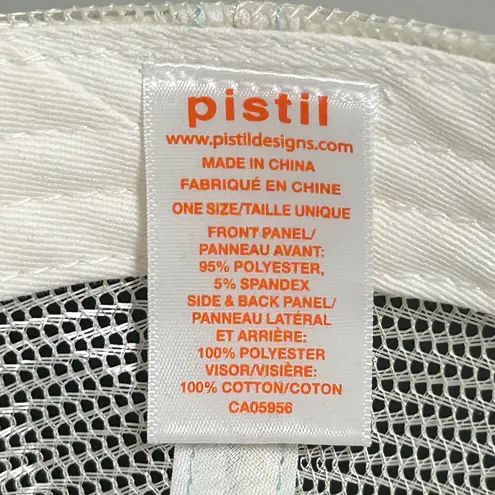 pistil
www.pistildesigns.com
MADE IN CHINA
FABRIQUÉ EN CHINE
ONE SIZE/TAILLE UNIQUE
FRONT PANEL/
PANNEAU AVANT:
95% POLYESTER,
5% SPANDEX
SIDE & BACK PANEL/
PANNEAU LATÉRAL
ET ARRIÈRE:
100% POLYESTER
VISOR/VISIÈRE:
100% COTTON/COTON
CA05956